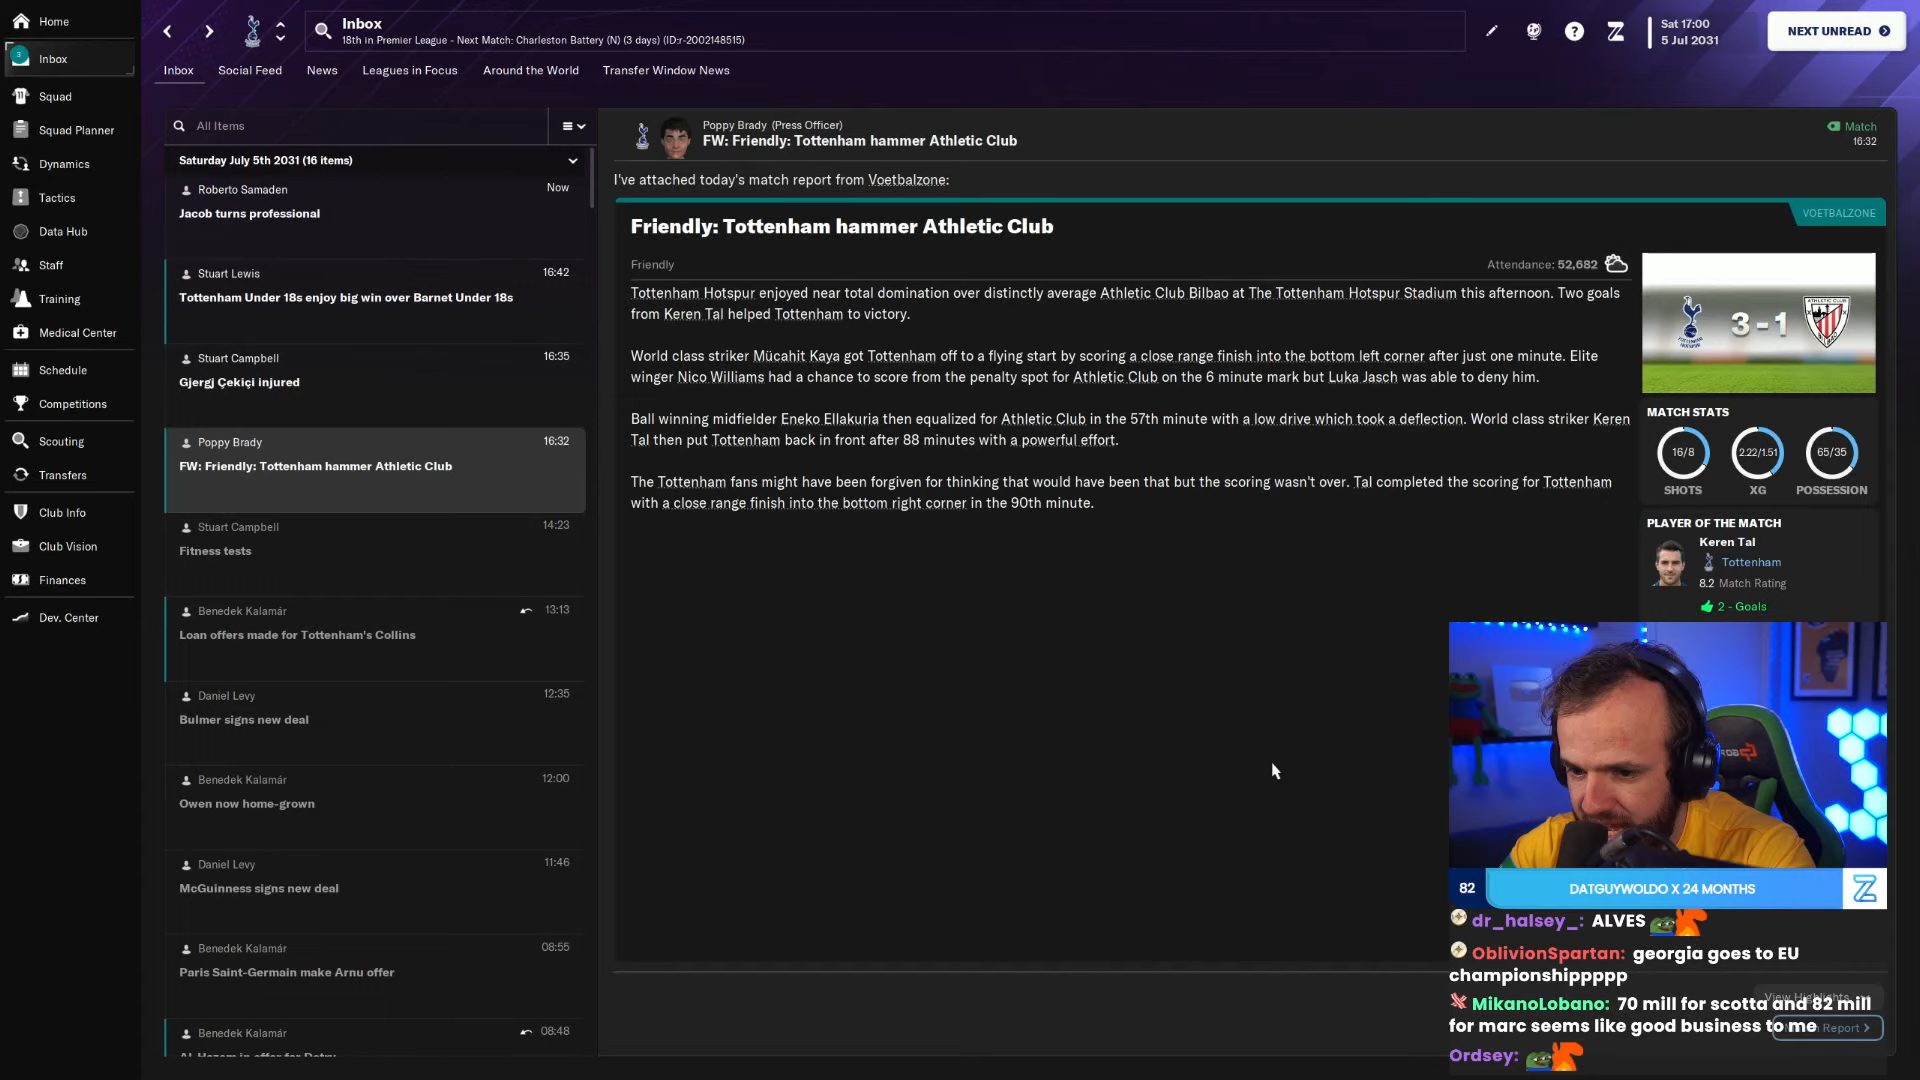 Home
Inbox
3
Squad
Squad Planner
Dynamics
Tactics
Data Hub
Staff
Training
Medical Center
Schedule
Competitions
Scouting
Transfers
Club Info
Club Vision
Finances
Dev. Center
Inbox
18th in Premier League - Next Match: Charleston Battery (N) (3 days) (ID:r-2002148515)
Sat 17:00
5 Jul 2031
NEXT UNREAD
Inbox
Social Feed
News
Leagues in Focus
Around the World
Transfer Window News
All Items
Saturday July 5th 2031 (16 items)
Roberto Samaden Now
Jacob turns professional
Stuart Lewis 16:42
Tottenham Under 18s enjoy big win over Barnet Under 18s
Stuart Campbell 16:35
Gjergj Çekiçi injured
Poppy Brady 16:32
FW: Friendly: Tottenham hammer Athletic Club
Stuart Campbell 14:23
Fitness tests
Benedek Kalamár 13:13
Loan offers made for Tottenham's Collins
Daniel Levy 12:35
Bulmer signs new deal
Benedek Kalamár 12:00
Owen now home-grown
Daniel Levy 11:46
McGuinness signs new deal
Benedek Kalamár 08:55
Paris Saint-Germain make Arnu offer
Benedek Kalamár 08:48
Poppy Brady (Press Officer)
FW: Friendly: Tottenham hammer Athletic Club
Match
16:32
I've attached today's match report from Voetbalzone:
VOETBALZONE
Friendly: Tottenham hammer Athletic Club
Friendly
Attendance: 52,682
Tottenham Hotspur enjoyed near total domination over distinctly average Athletic Club Bilbao at The Tottenham Hotspur Stadium this afternoon. Two goals
from Keren Tal helped Tottenham to victory.
World class striker Mücahit Kaya got Tottenham off to a flying start by scoring a close range finish into the bottom left corner after just one minute. Elite
winger Nico Williams had a chance to score from the penalty spot for Athletic Club on the 6 minute mark but Luka Jasch was able to deny him.
Ball winning midfielder Eneko Ellakuria then equalized for Athletic Club in the 57th minute with a low drive which took a deflection. World class striker Keren
Tal then put Tottenham back in front after 88 minutes with a powerful effort.
The Tottenham fans might have been forgiven for thinking that would have been that but the scoring wasn't over. Tal completed the scoring for Tottenham
with a close range finish into the bottom right corner in the 90th minute.
3 - 1
MATCH STATS
16/8
2.22/1.51
65/35
SHOTS
XG
POSSESSION
PLAYER OF THE MATCH
Keren Tal
Tottenham
8.2 Match Rating
2 - Goals
82
DATGUYWOLDO X 24 MONTHS
dr_halsey_: ALVES
OblivionSpartan: georgia goes to EU
championshippppp
MikanoLobano: 70 mill for scotta and 82 mill
for marc seems like good business to me
View Highlights
Report
Ordsey: